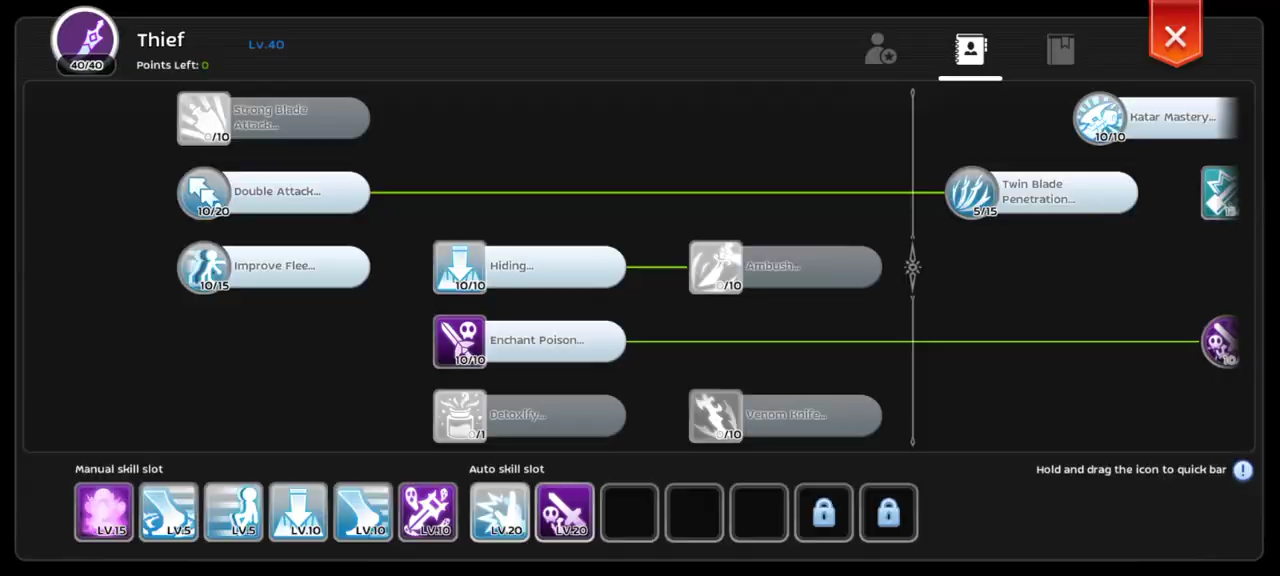 Thief
Lv.40
40/40
Points Left: 0
Strong Blade
Attack...
0/10
Katar Mastery...
10/10
Double Attack...
10/20
Twin Blade
Penetration...
5/15
Improve Flee...
10/15
Hiding...
10/10
Ambush...
0/10
Enchant Poison...
10/10
10
Detoxify...
0/1
Venom Knife...
0/10
Manual skill slot
Auto skill slot
Hold and drag the icon to quick bar
LV.15
LV.5
LV.5
LV.10
LV.10
LV.10
LV.20
LV.20